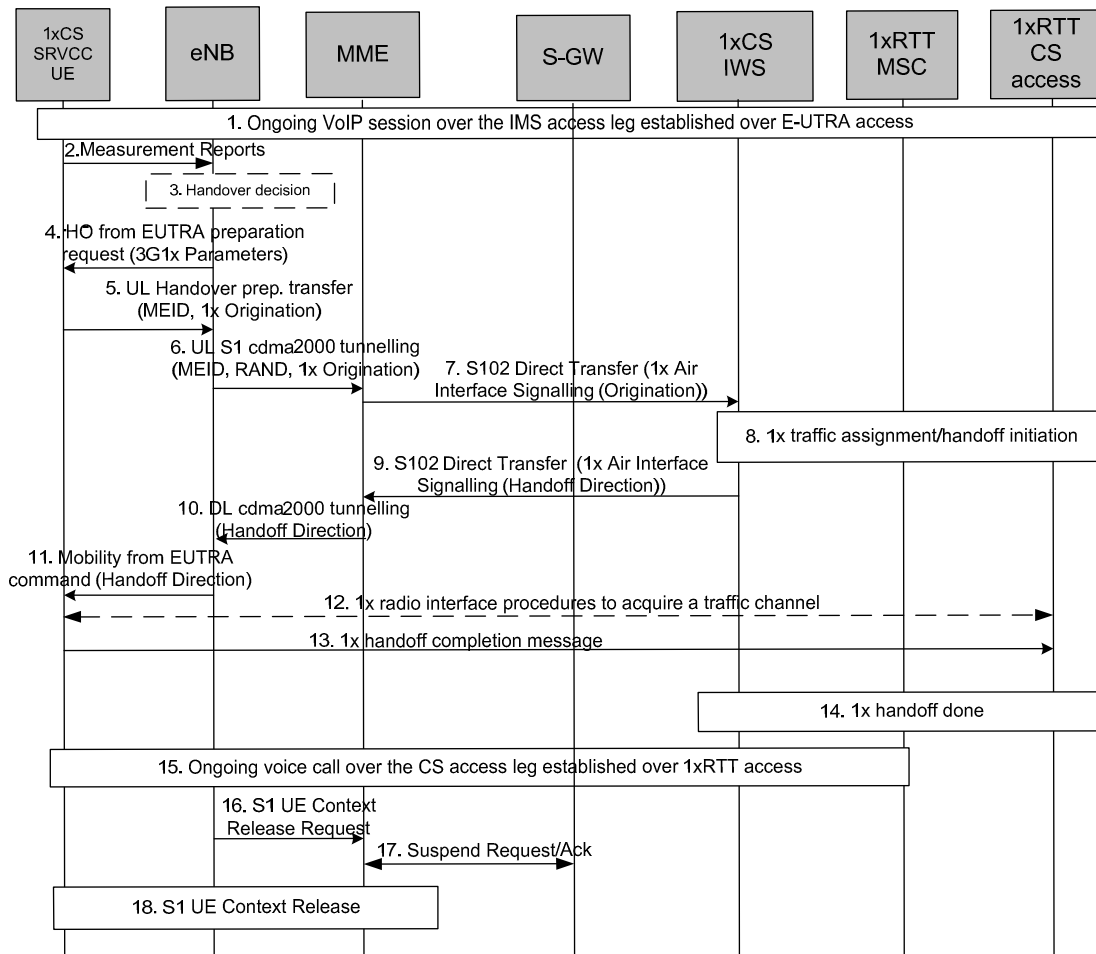 1xCS
SRVCC
UE
eNB
MME
S-GW
1xCS
IWS
1xRTT
MSC
1xRTT
CS
access
1. Ongoing VoIP session over the IMS access leg established over E-UTRA access
2.Measurement Reports
3. Handover decision
4. HO from EUTRA preparation
request (3G1x Parameters)
5. UL Handover prep. transfer
(MEID, 1x Origination)
6. UL S1 cdma2000 tunnelling
(MEID, RAND, 1x Origination)
7. S102 Direct Transfer (1x Air
Interface Signalling (Origination))
8. 1x traffic assignment/handoff initiation
9. S102 Direct Transfer (1x Air Interface
Signalling (Handoff Direction))
10. DL cdma2000 tunnelling
(Handoff Direction)
11. Mobility from EUTRA
command (Handoff Direction)
12. 1x radio interface procedures to acquire a traffic channel
13. 1x handoff completion message
14. 1x handoff done
15. Ongoing voice call over the CS access leg established over 1xRTT access
16. S1 UE Context
Release Request
17. Suspend Request/Ack
18. S1 UE Context Release